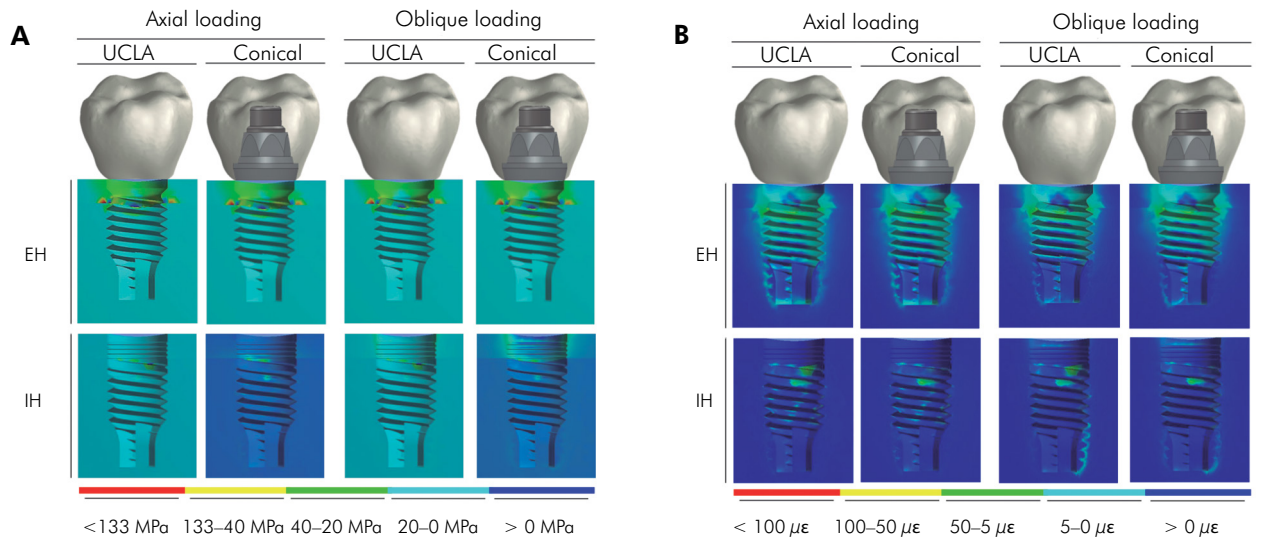 A
Axial loading
Oblique loading
UCLA
Conical
UCLA
Conical
EH
IH
<133 MPa
133–40 MPa
40–20 MPa
20–0 MPa
> 0 MPa
B
Axial loading
Oblique loading
UCLA
Conical
UCLA
Conical
EH
IH
< 100 µε
100–50 µε
50–5 µε
5–0 µε
> 0 µε